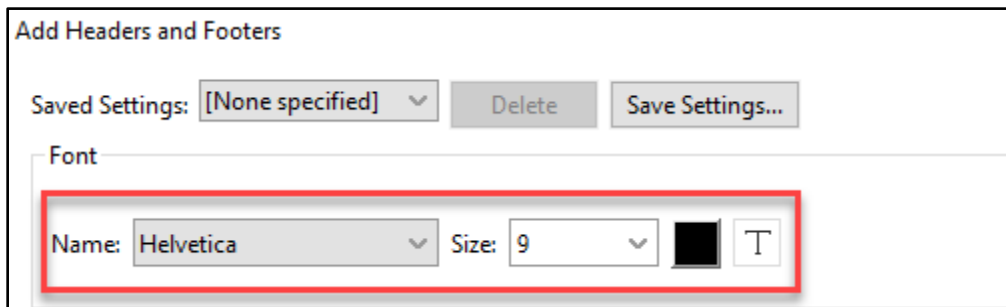 Add Headers and Footers
Saved Settings: [None specified] Delete Save Settings...
Font
Name: Helvetica Size: 9 T